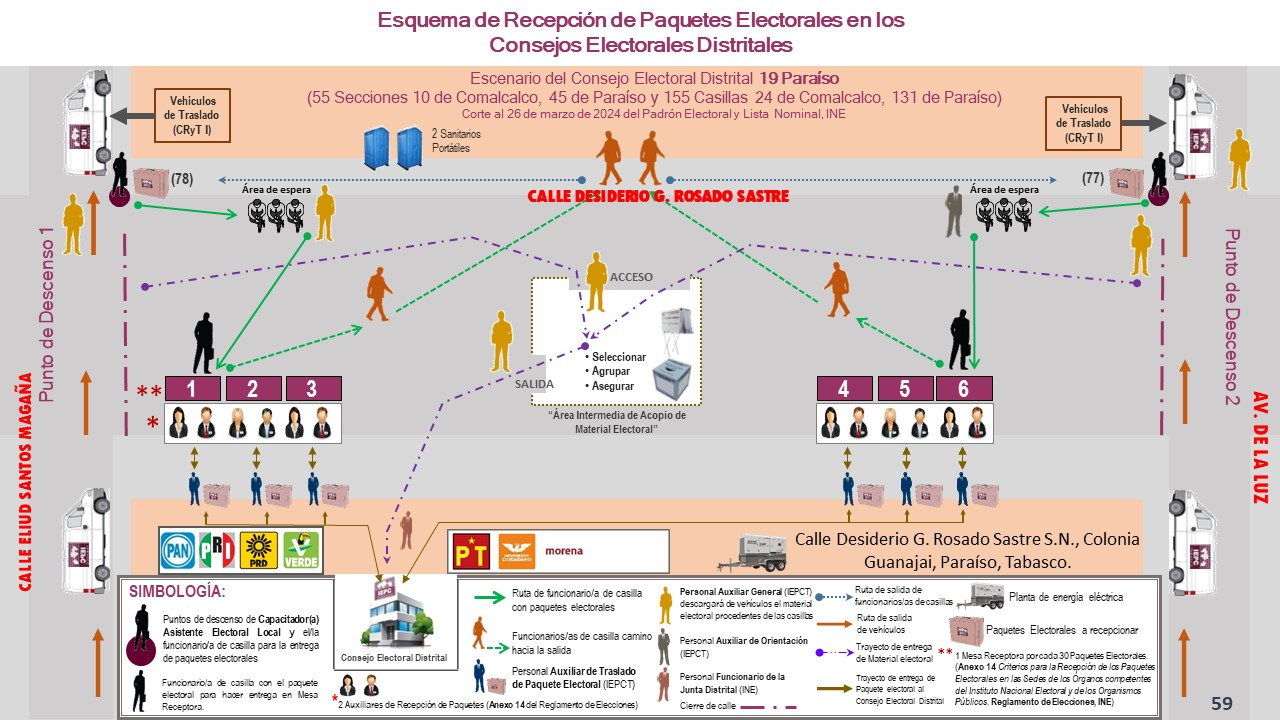 Esquema de Recepción de Paquetes Electorales en los
Consejos Electorales Distritales
Escenario del Consejo Electoral Distrital 19 Paraíso
(55 Secciones 10 de Comalcalco, 45 de Paraíso y 155 Casillas 24 de Comalcalco, 131 de Paraíso)
Corte al 26 de marzo de 2024 del Padrón Electoral y Lista Nominal, INE
Vehículos
de Traslado
(CRyT I)
2 Sanitarios
Portátiles
Vehículos
de Traslado
(CRyT I)
IEPC
IEPC
(78)
Área de espera
CALLE DESIDERIO G. ROSADO SASTRE
Área de espera
(77)
Punto de Descenso 1
Punto de Descenso 2
CALLE ELIUD SANTOS MAGAÑA
AV. DE LA LUZ
ACCESO
• Seleccionar
• Agrupar
• Asegurar
SALIDA
"Área Intermedia de Acopio de
Material Electoral"
** 1 2 3
*
4 5 6
IEPC
IEPC
PAN PRD PRD VERDE
PT MOVIMIENTO CIUDADANO morena
Calle Desiderio G. Rosado Sastre S.N., Colonia
Guanajai, Paraíso, Tabasco.
SIMBOLOGÍA:
Puntos de descenso de Capacitador(a)
Asistente Electoral Local y el/la
funcionario/a de casilla para la entrega
de paquetes electorales
Funcionario/a de casilla con el paquete
electoral para hacer entrega en Mesa
Receptora.
IEPC
Consejo Electoral Distrital
*2 Auxiliares de Recepción de Paquetes (Anexo 14 del Reglamento de Elecciones)
Ruta de funcionario/a de casilla
con paquetes electorales
Funcionarios/as de casilla camino
hacia la salida
Personal Auxiliar de Traslado
de Paquete Electoral (IEPCT)
Personal Auxiliar General (IEPCT)
descargará de vehículos el material
electoral procedentes de las casillas
Personal Auxiliar de Orientación
(IEPCT)
Personal Funcionario de la
Junta Distrital (INE)
Cierre de calle
Ruta de salida de
funcionarios/as de casillas
Ruta de salida
de vehículos
Trayecto de entrega
de Material electoral
Trayecto de entrega de
Paquete electoral al
Consejo Electoral Distrital
Planta de energía eléctrica
Paquetes Electorales a recepcionar
** 1 Mesa Receptora por cada 30 Paquetes Electorales.
(Anexo 14 Criterios para la Recepción de los Paquetes
Electorales en las Sedes de los Órganos competentes
del Instituto Nacional Electoral y de los Organismos
Públicos. Reglamento de Elecciones, INE)
59